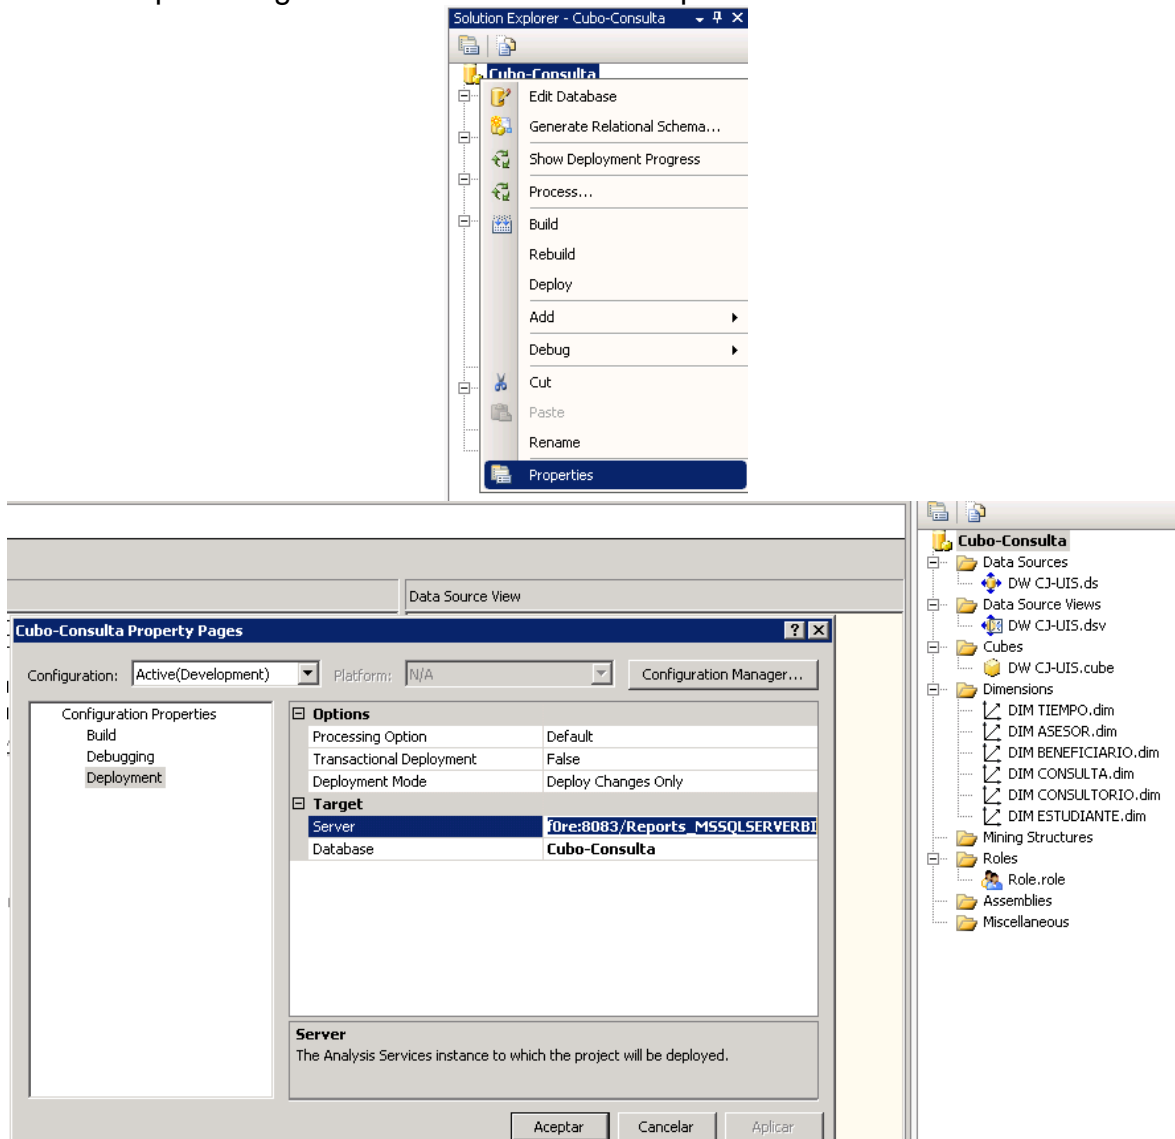 Solution Explorer - Cubo-Consulta
Cubo-Consulta
Edit Database
Generate Relational Schema...
Show Deployment Progress
Process...
Build
Rebuild
Deploy
Add
Debug
Cut
Paste
Rename
Properties
Data Source View
Cubo-Consulta Property Pages
Configuration: Active(Development) Platform: N/A Configuration Manager...
Configuration Properties
Build
Debugging
Deployment
Options
Processing Option Default
Transactional Deployment False
Deployment Mode Deploy Changes Only
Target
Server f0re:8083/Reports_MSSQLSERVERBI
Database Cubo-Consulta
Server
The Analysis Services instance to which the project will be deployed.
Aceptar Cancelar Aplicar
Cubo-Consulta
Data Sources
DW CJ-UIS.ds
Data Source Views
DW CJ-UIS.dsv
Cubes
DW CJ-UIS.cube
Dimensions
DIM TIEMPO.dim
DIM ASESOR.dim
DIM BENEFICIARIO.dim
DIM CONSULTA.dim
DIM CONSULTORIO.dim
DIM ESTUDIANTE.dim
Mining Structures
Roles
Role.role
Assemblies
Miscellaneous